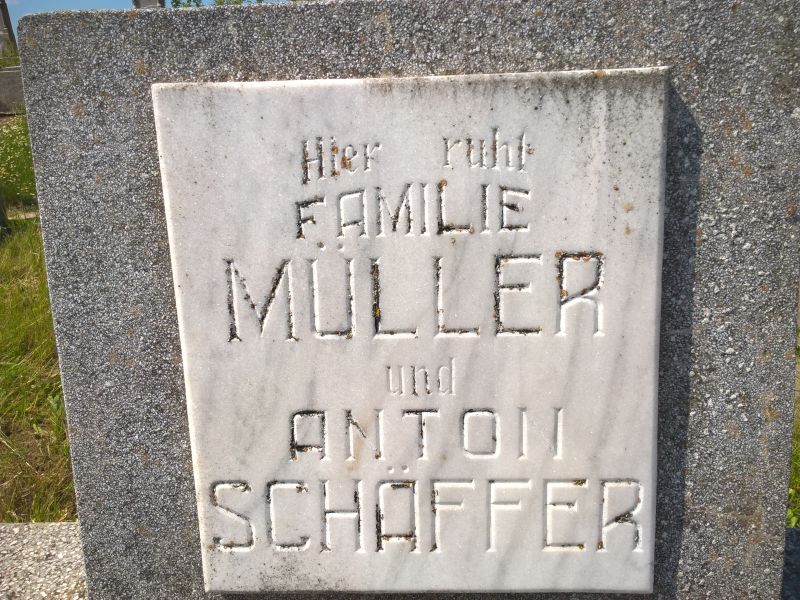 Hier ruht
FAMILIE
MÜLLER
und
ANTON
SCHÄFFER